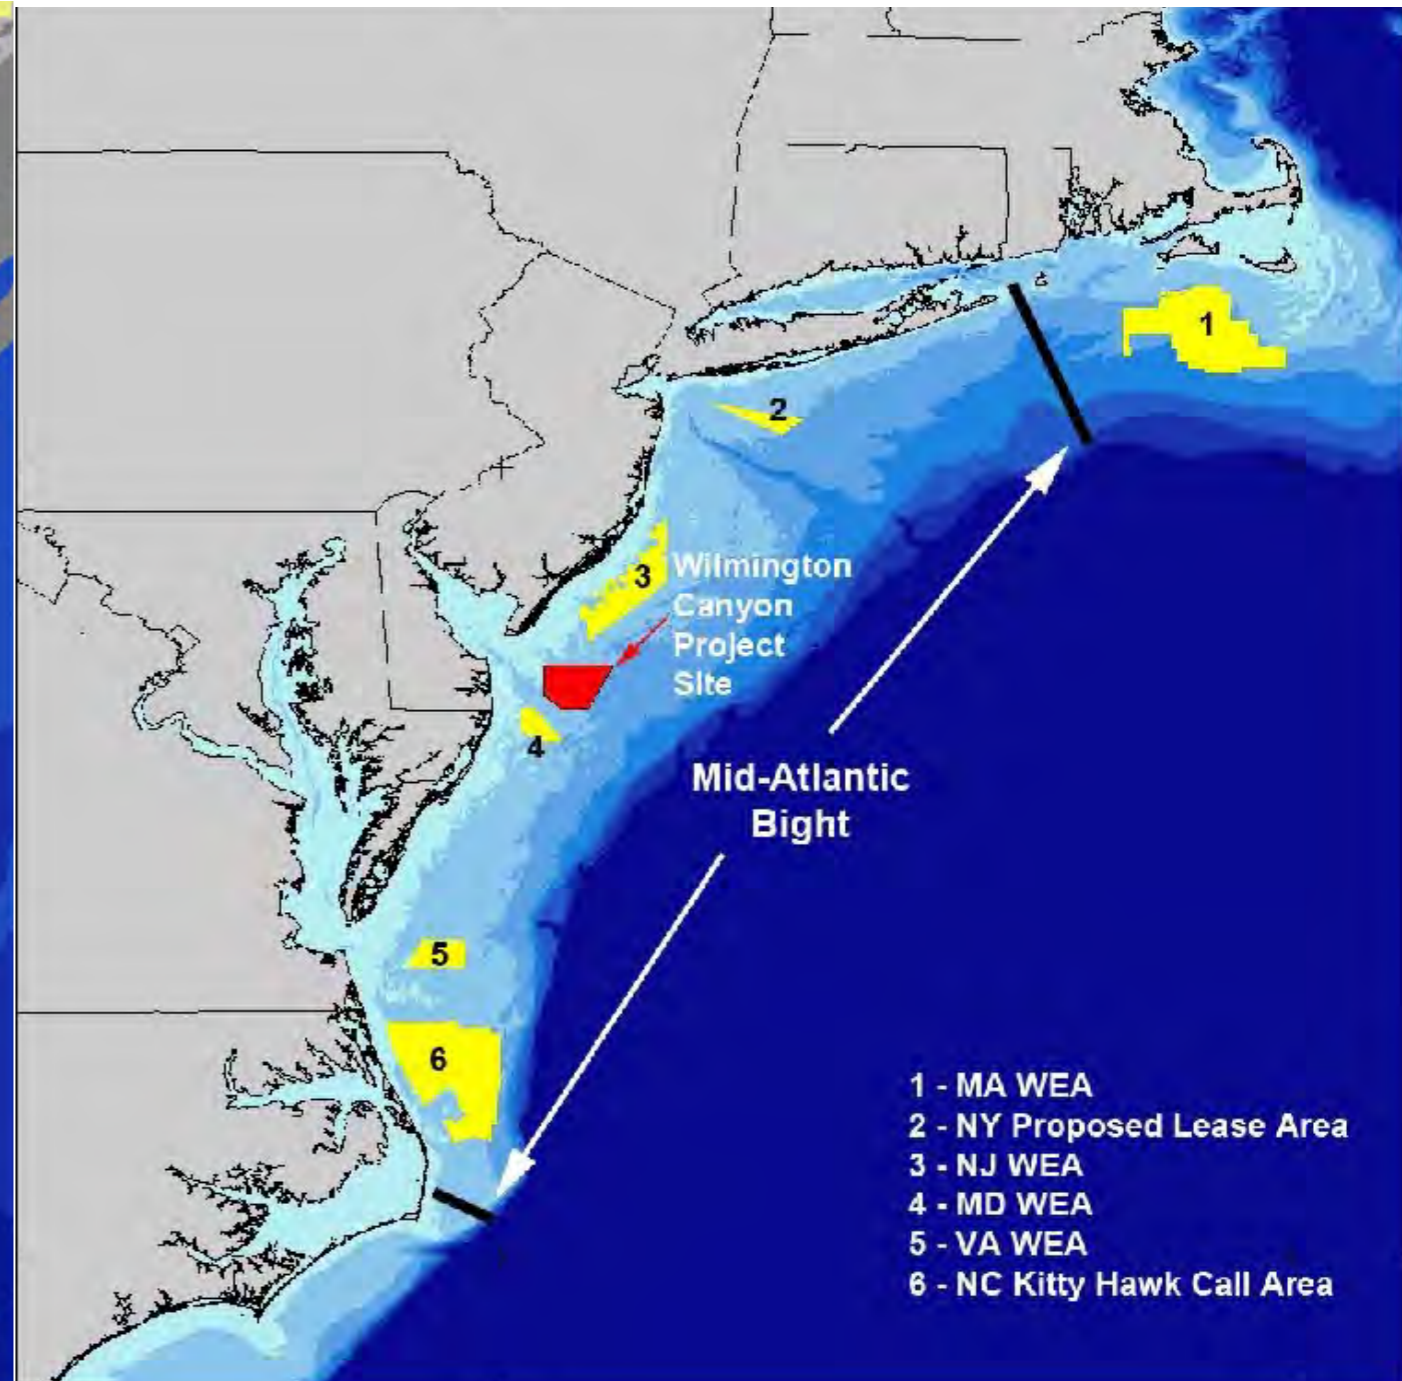 1
2
3
Wilmington
Canyon
Project
Site
4
Mid-Atlantic
Bight
5
6
1 - MA WEA
2 - NY Proposed Lease Area
3 - NJ WEA
4 - MD WEA
5 - VA WEA
6 - NC Kitty Hawk Call Area